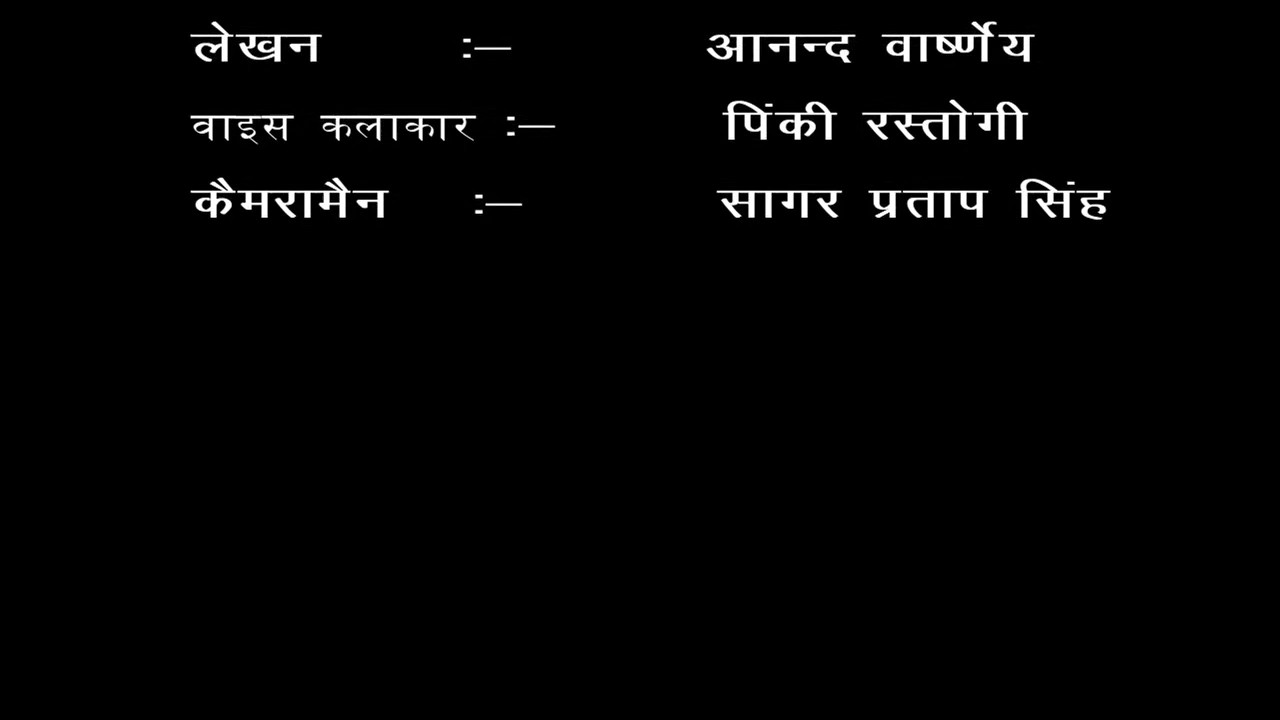 लेखन :— आनन्द वार्ष्णेय
वाइस कलाकार :— पिंकी रस्तोगी
कैमरामैन :— सागर प्रताप सिंह